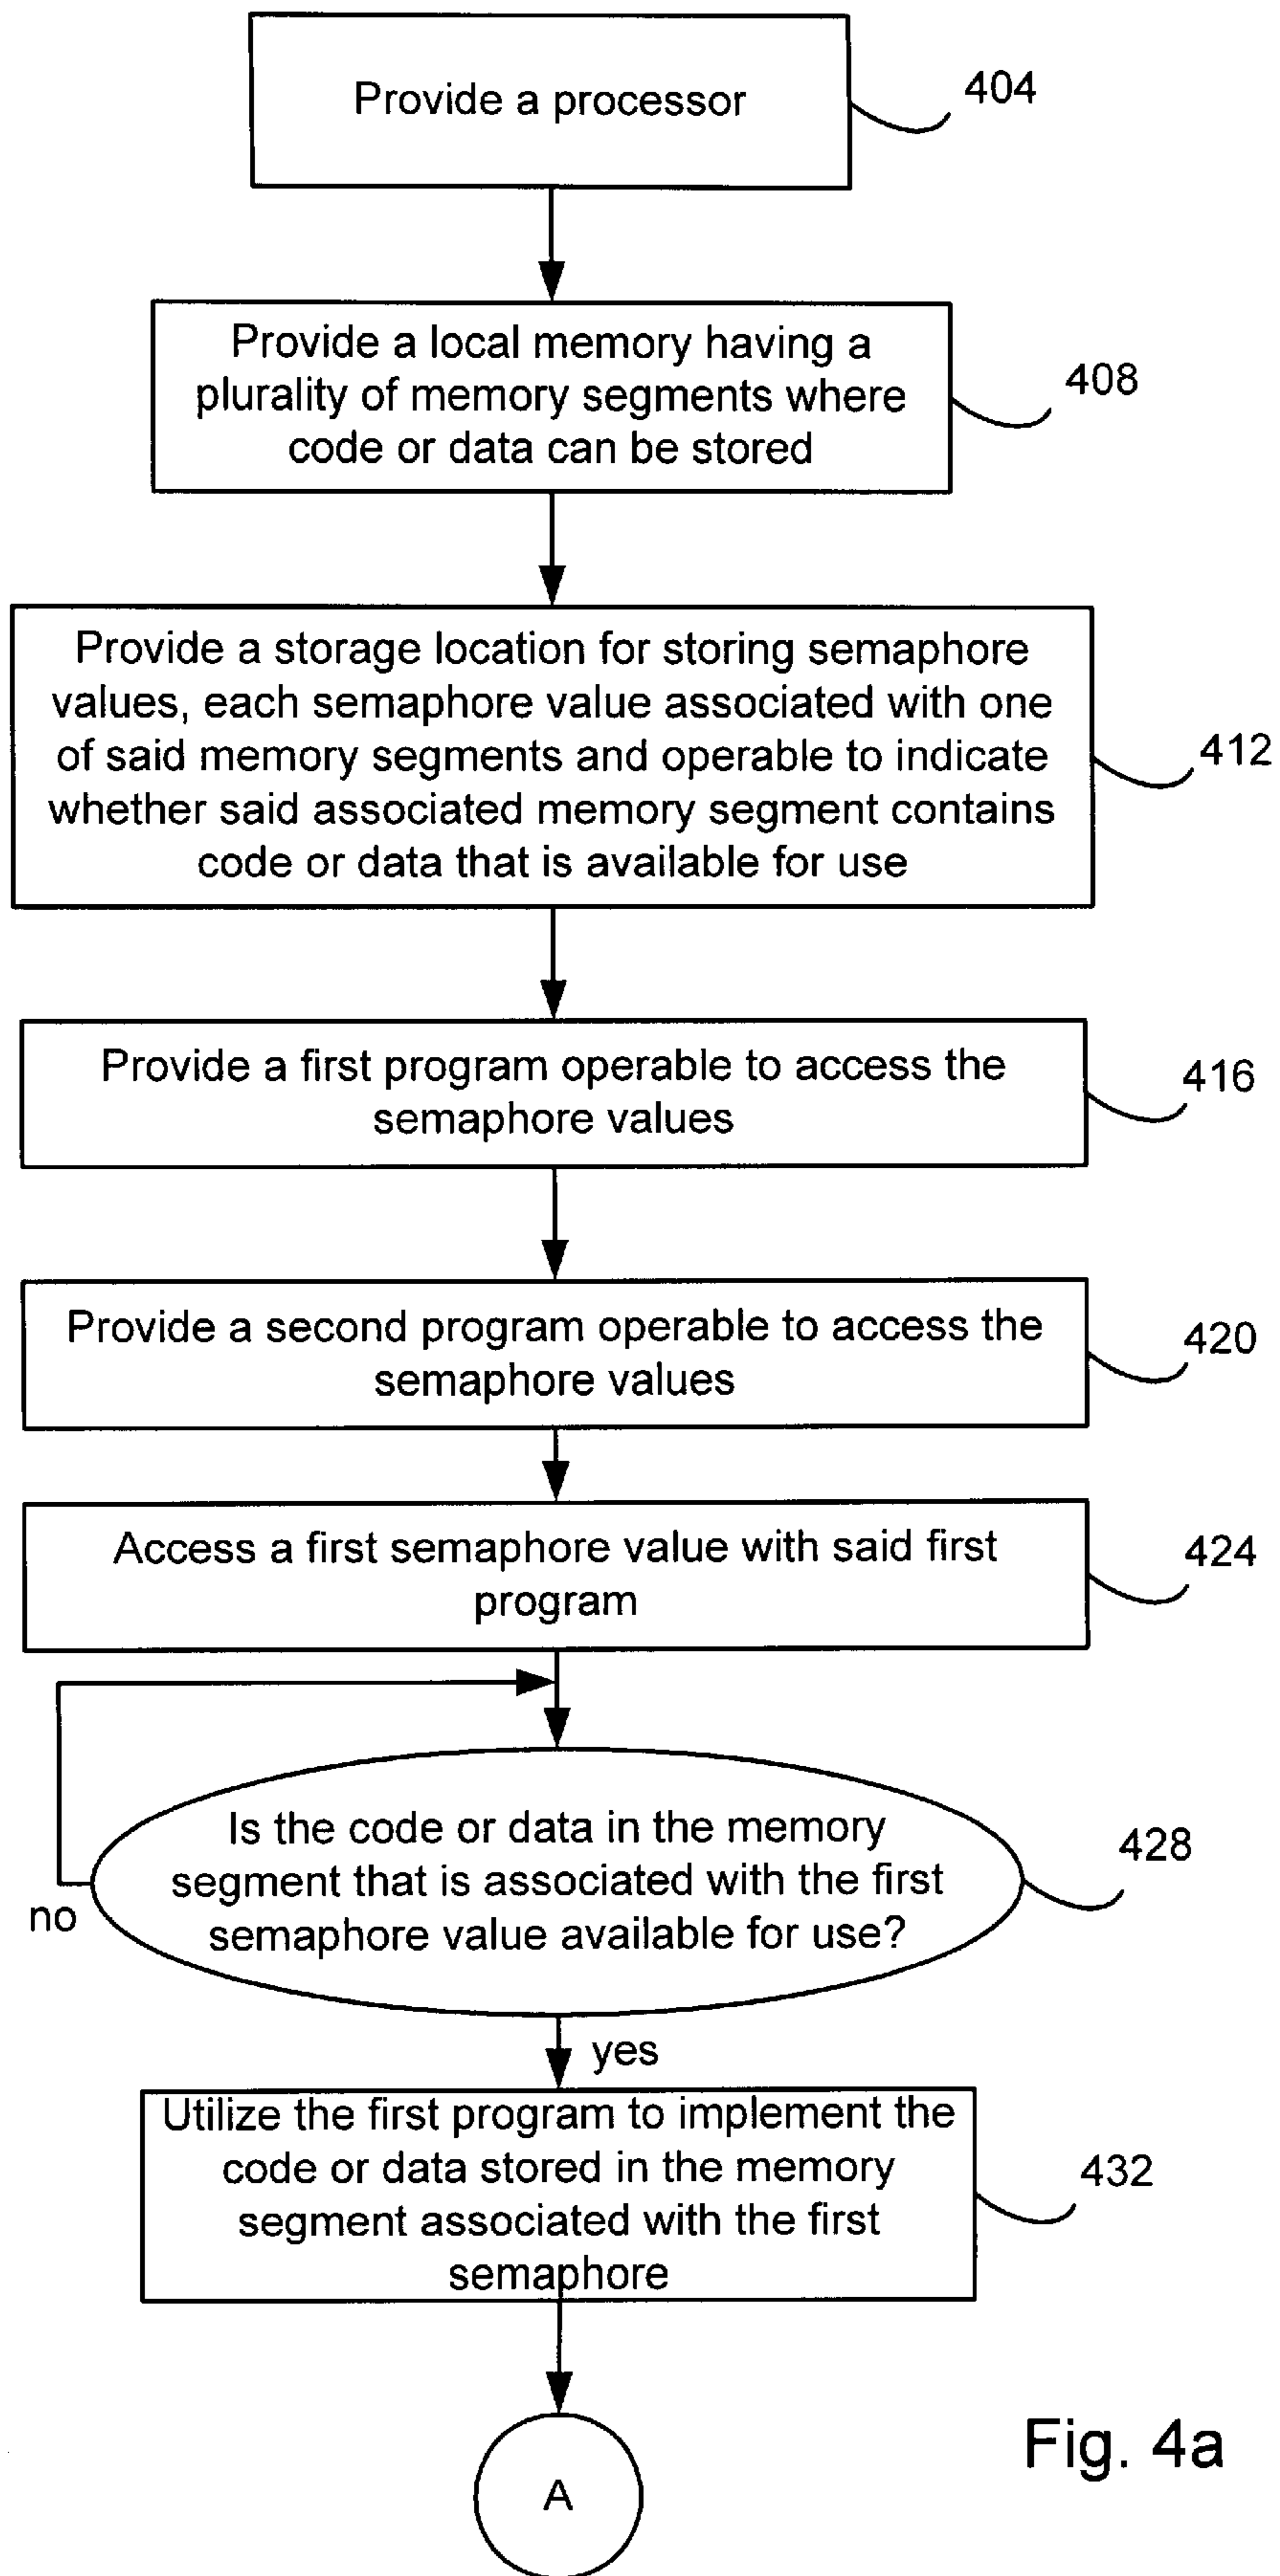 Provide a processor
404
Provide a local memory having a
plurality of memory segments where
code or data can be stored
408
Provide a storage location for storing semaphore
values, each semaphore value associated with one
of said memory segments and operable to indicate
whether said associated memory segment contains
code or data that is available for use
412
Provide a first program operable to access the
semaphore values
416
Provide a second program operable to access the
semaphore values
420
Access a first semaphore value with said first
program
424
Is the code or data in the memory
segment that is associated with the first
semaphore value available for use?
428
no
yes
Utilize the first program to implement the
code or data stored in the memory
segment associated with the first
semaphore
432
A
Fig. 4a